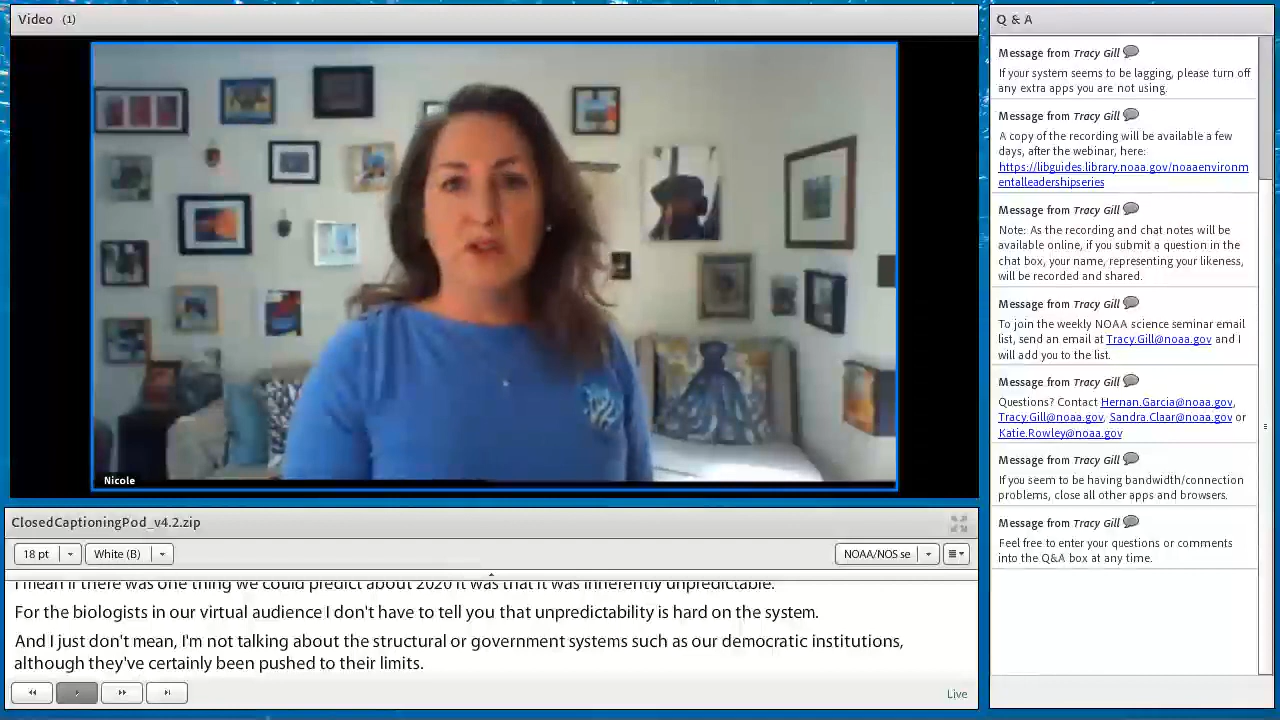 Video (1)
Nicole
ClosedCaptioningPod_v4.2.zip
18 pt
White (B)
NOAA/NOS se
I mean if there was one thing we could predict about 2020 it was that it was inherently unpredictable.
For the biologists in our virtual audience I don't have to tell you that unpredictability is hard on the system.
And I just don't mean, I'm not talking about the structural or government systems such as our democratic institutions,
although they've certainly been pushed to their limits.
Live
Q & A
Message from Tracy Gill
If your system seems to be lagging, please turn off
any extra apps you are not using.
Message from Tracy Gill
A copy of the recording will be available a few
days, after the webinar, here:
https://libguides.library.noaa.gov/noaaenvironm
entalleadershipseries
Message from Tracy Gill
Note: As the recording and chat notes will be
available online, if you submit a question in the
chat box, your name, representing your likeness,
will be recorded and shared.
Message from Tracy Gill
To join the weekly NOAA science seminar email
list, send an email at Tracy.Gill@noaa.gov and I
will add you to the list.
Message from Tracy Gill
Questions? Contact Hernan.Garcia@noaa.gov,
Tracy.Gill@noaa.gov, Sandra.Claar@noaa.gov or
Katie.Rowley@noaa.gov
Message from Tracy Gill
If you seem to be having bandwidth/connection
problems, close all other apps and browsers.
Message from Tracy Gill
Feel free to enter your questions or comments
into the Q&A box at any time.